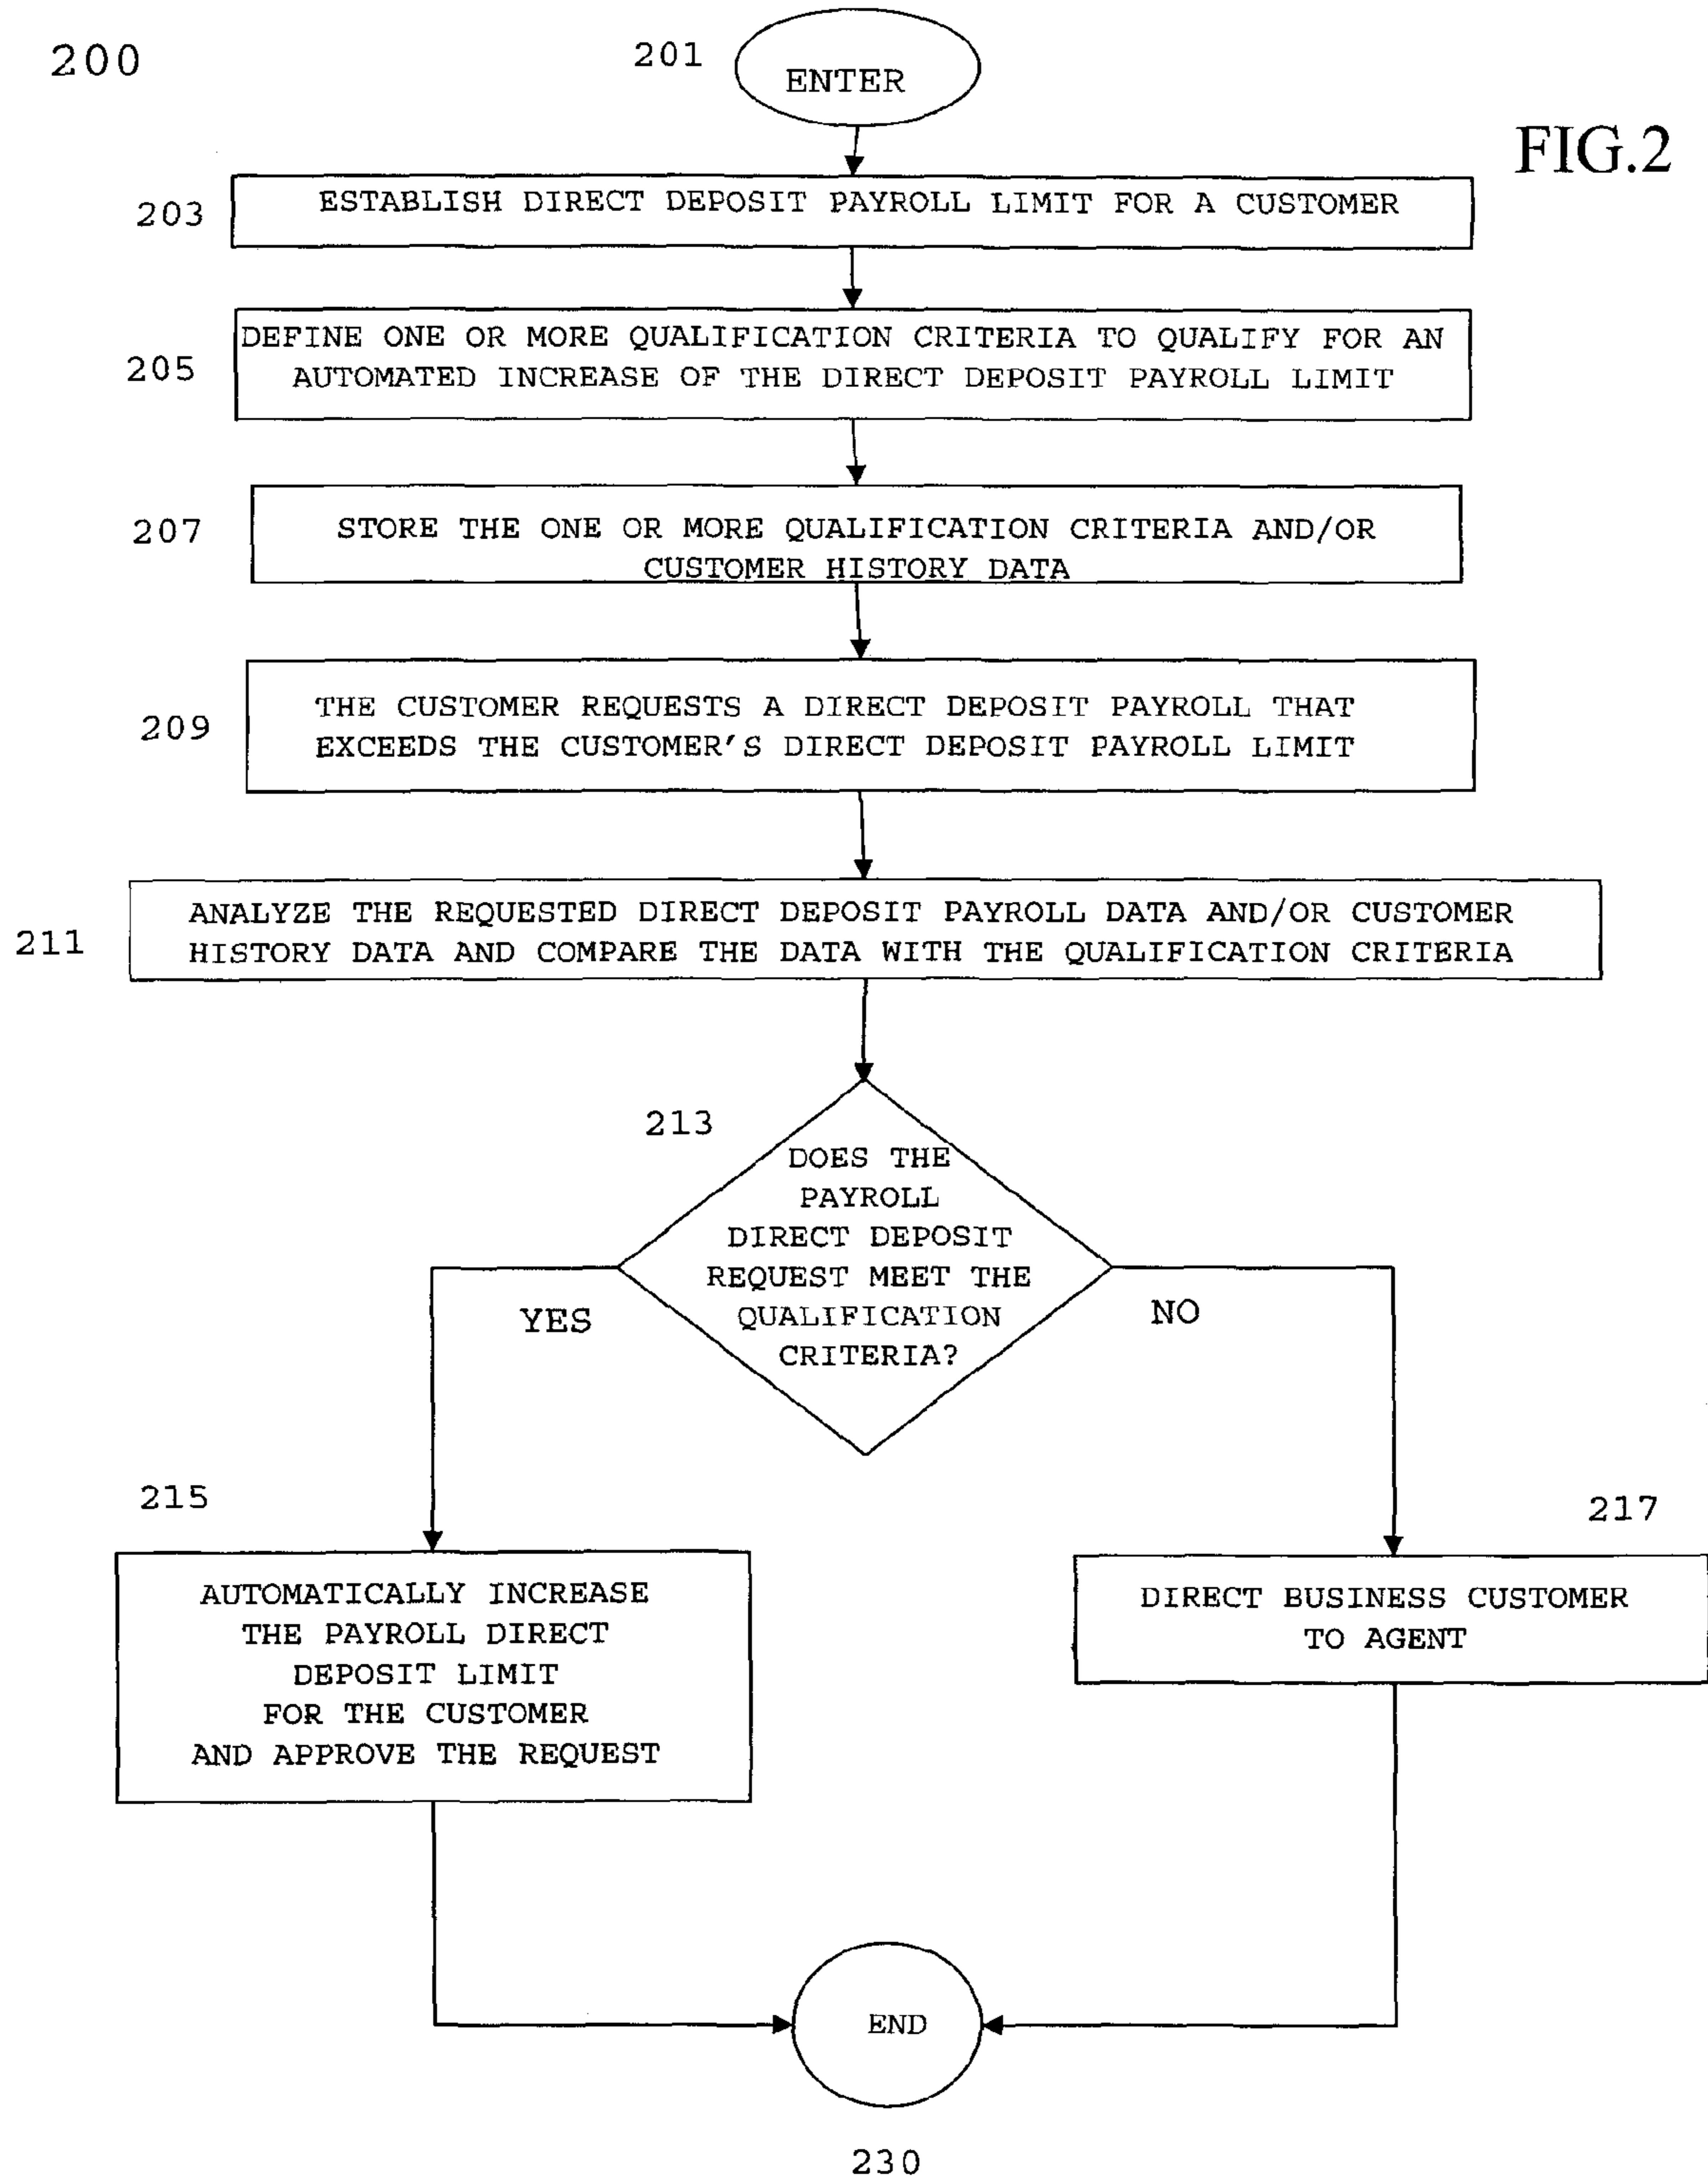 200
201
ENTER
FIG.2
203
ESTABLISH DIRECT DEPOSIT PAYROLL LIMIT FOR A CUSTOMER
205
DEFINE ONE OR MORE QUALIFICATION CRITERIA TO QUALIFY FOR AN
AUTOMATED INCREASE OF THE DIRECT DEPOSIT PAYROLL LIMIT
207
STORE THE ONE OR MORE QUALIFICATION CRITERIA AND/OR
CUSTOMER HISTORY DATA
209
THE CUSTOMER REQUESTS A DIRECT DEPOSIT PAYROLL THAT
EXCEEDS THE CUSTOMER'S DIRECT DEPOSIT PAYROLL LIMIT
211
ANALYZE THE REQUESTED DIRECT DEPOSIT PAYROLL DATA AND/OR CUSTOMER
HISTORY DATA AND COMPARE THE DATA WITH THE QUALIFICATION CRITERIA
213
DOES THE
PAYROLL
DIRECT DEPOSIT
REQUEST MEET THE
QUALIFICATION
CRITERIA?
YES
NO
215
AUTOMATICALLY INCREASE
THE PAYROLL DIRECT
DEPOSIT LIMIT
FOR THE CUSTOMER
AND APPROVE THE REQUEST
217
DIRECT BUSINESS CUSTOMER
TO AGENT
END
230